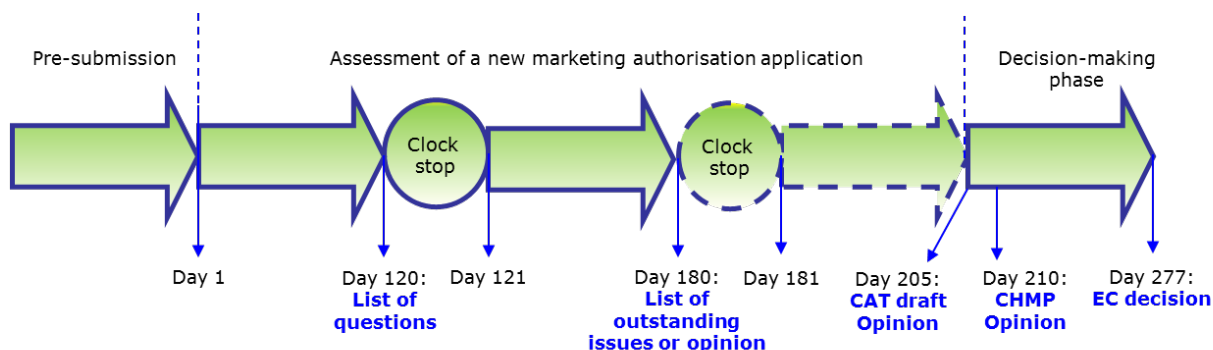 Pre-submission
Assessment of a new marketing authorisation application
Decision-making
phase
Clock
stop
Clock
stop
Day 1
Day 120:
List of
questions
Day 121
Day 180:
List of
outstanding
issues or opinion
Day 181
Day 205:
CAT draft
Opinion
Day 210:
CHMP
Opinion
Day 277:
EC decision